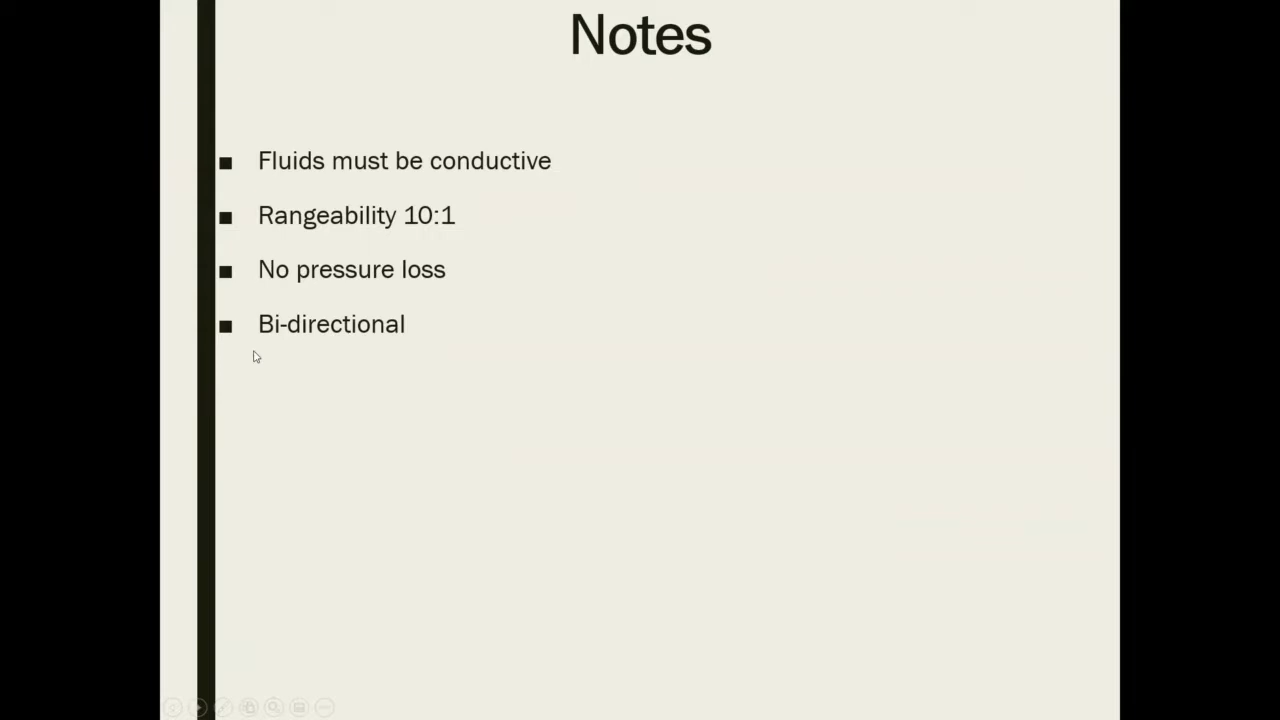 Notes
Fluids must be conductive
Rangeability 10:1
No pressure loss
Bi-directional